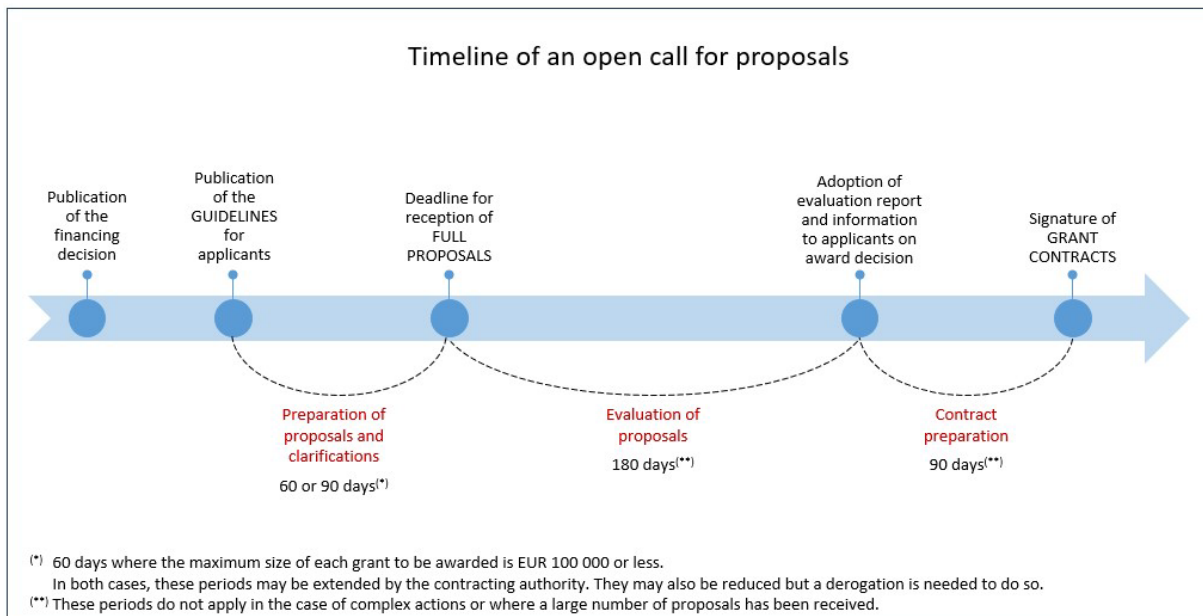 Timeline of an open call for proposals
Publication
of the
financing
decision
Publication
of the
GUIDELINES
for
applicants
Deadline for
reception of
FULL
PROPOSALS
Adoption of
evaluation report
and information
to applicants on
award decision
Signature of
GRANT
CONTRACTS
Preparation of
proposals and
clarifications
60 or 90 days(*)
Evaluation of
proposals
180 days(**)
Contract
preparation
90 days(**)
(*) 60 days where the maximum size of each grant to be awarded is EUR 100 000 or less.
In both cases, these periods may be extended by the contracting authority. They may also be reduced but a derogation is needed to do so.
(**) These periods do not apply in the case of complex actions or where a large number of proposals has been received.